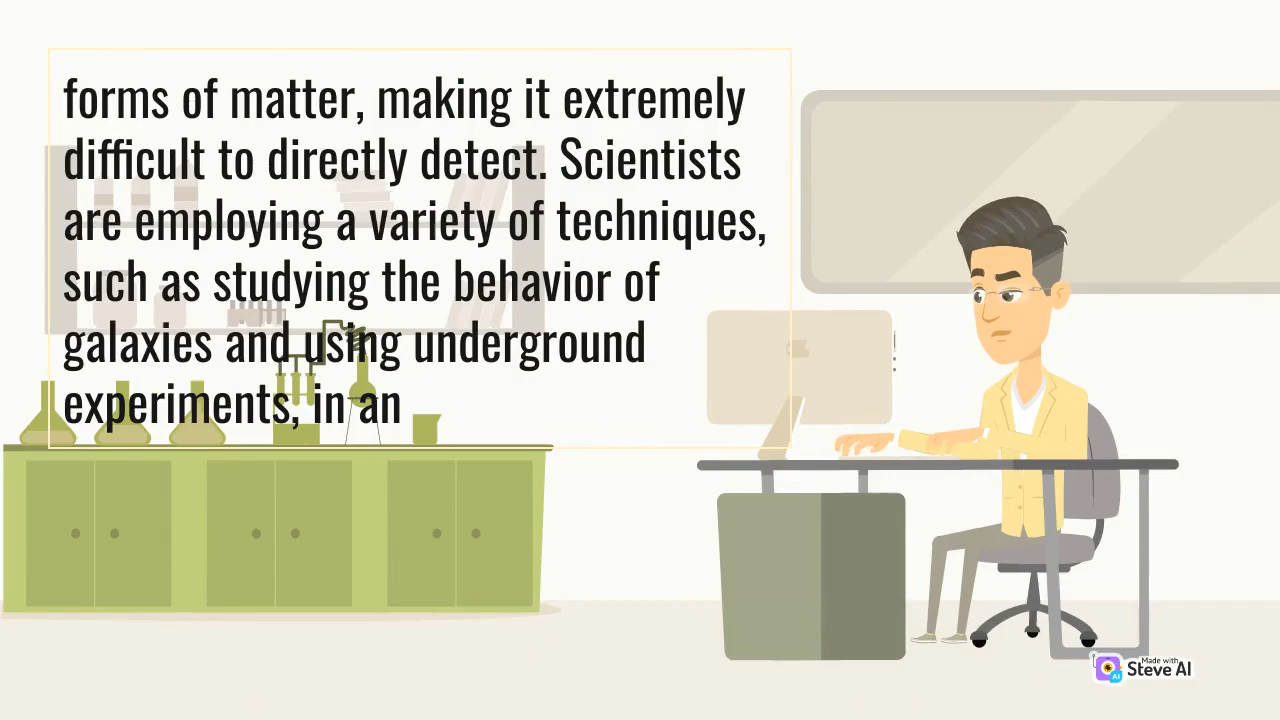 forms of matter, making it extremely
difficult to directly detect. Scientists
are employing a variety of techniques,
such as studying the behavior of
galaxies and using underground
experiments, in an
Made with
Steve AI
AI